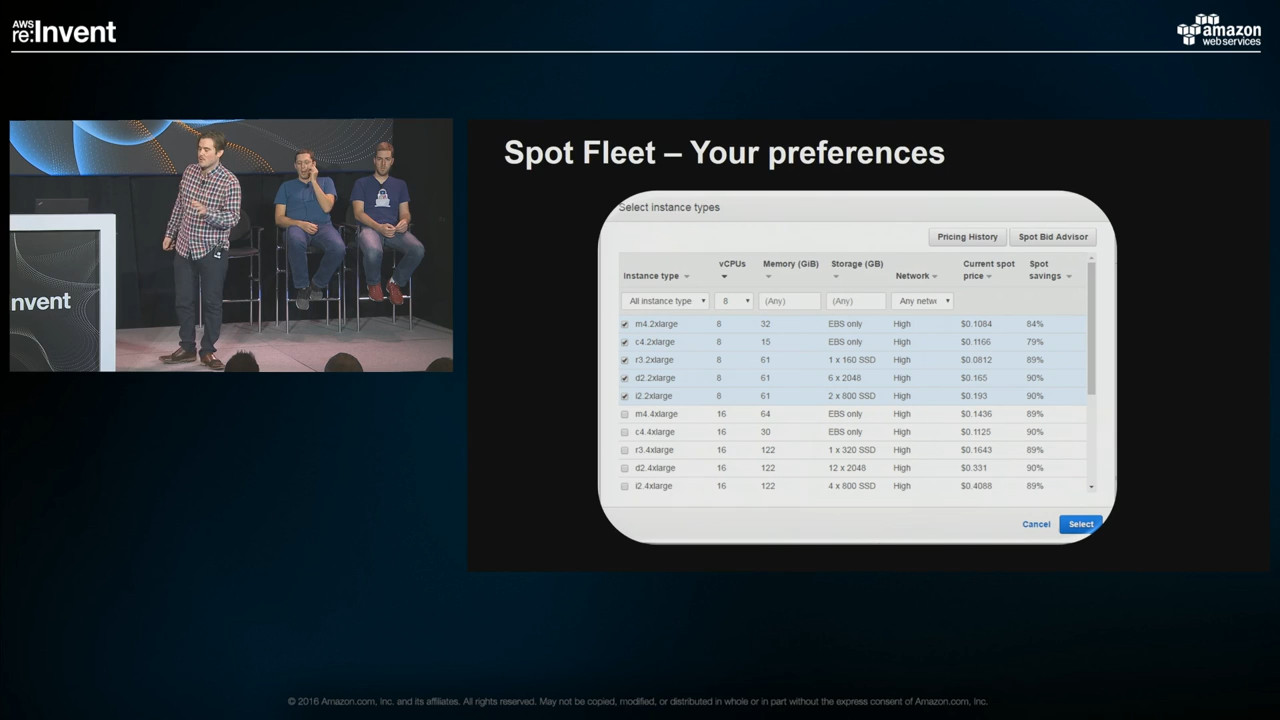 AWS
re:Invent
amazon
web services
nvent
Spot Fleet – Your preferences
Select instance types
Pricing History Spot Bid Advisor
Instance type vCPUs Memory (GiB) Storage (GB) Network Current spot price Spot savings
All instance type 8 (Any) (Any) Any netwo
m4.2xlarge 8 32 EBS only High $0.1084 84%
c4.2xlarge 8 15 EBS only High $0.1166 79%
r3.2xlarge 8 61 1 x 160 SSD High $0.0812 89%
d2.2xlarge 8 61 6 x 2048 High $0.165 90%
i2.2xlarge 8 61 2 x 800 SSD High $0.193 90%
m4.4xlarge 16 64 EBS only High $0.1436 89%
c4.4xlarge 16 30 EBS only High $0.1125 90%
r3.4xlarge 16 122 1 x 320 SSD High $0.1643 89%
d2.4xlarge 16 122 12 x 2048 High $0.331 90%
i2.4xlarge 16 122 4 x 800 SSD High $0.4088 89%
Cancel Select
© 2016 Amazon.com, Inc. and its affiliates. All rights reserved. May not be copied, modified, or distributed in whole or in part without the express consent of Amazon.com, Inc.